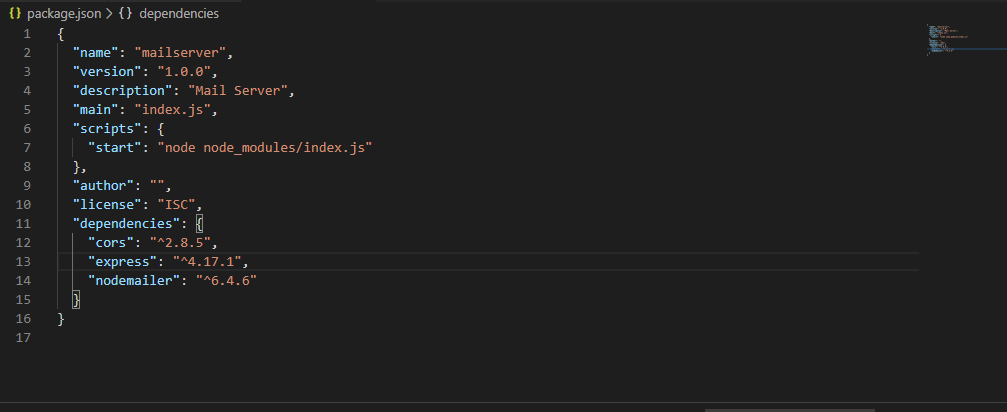 {} package.json > {} dependencies
1 {
2 "name": "mailserver",
3 "version": "1.0.0",
4 "description": "Mail Server",
5 "main": "index.js",
6 "scripts": {
7 "start": "node node_modules/index.js"
8 },
9 "author": "",
10 "license": "ISC",
11 "dependencies": {
12 "cors": "^2.8.5",
13 "express": "^4.17.1",
14 "nodemailer": "^6.4.6"
15 }
16 }
17